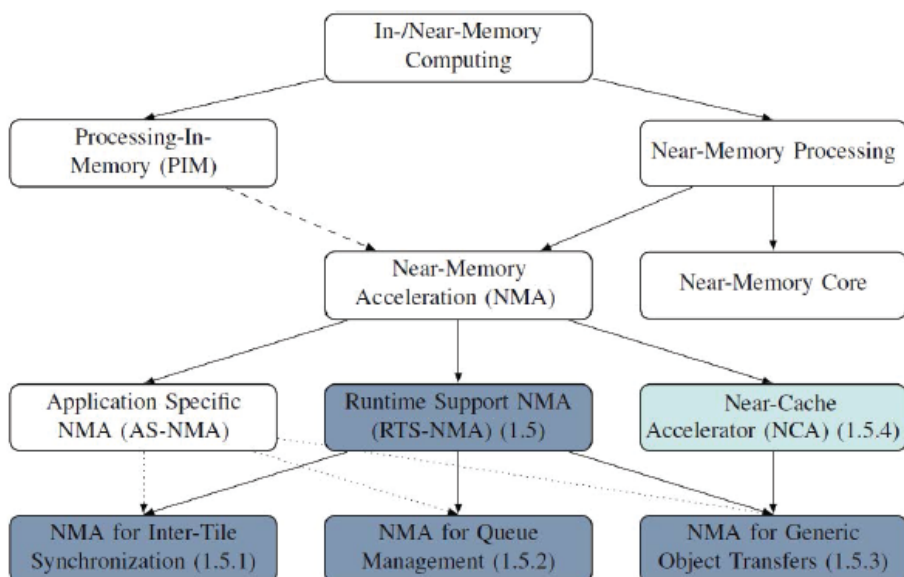 In-/Near-Memory
Computing
Processing-In-
Memory (PIM)
Near-Memory Processing
Near-Memory
Acceleration (NMA)
Near-Memory Core
Application Specific
NMA (AS-NMA)
Runtime Support NMA
(RTS-NMA) (1.5)
Near-Cache
Accelerator (NCA) (1.5.4)
NMA for Inter-Tile
Synchronization (1.5.1)
NMA for Queue
Management (1.5.2)
NMA for Generic
Object Transfers (1.5.3)